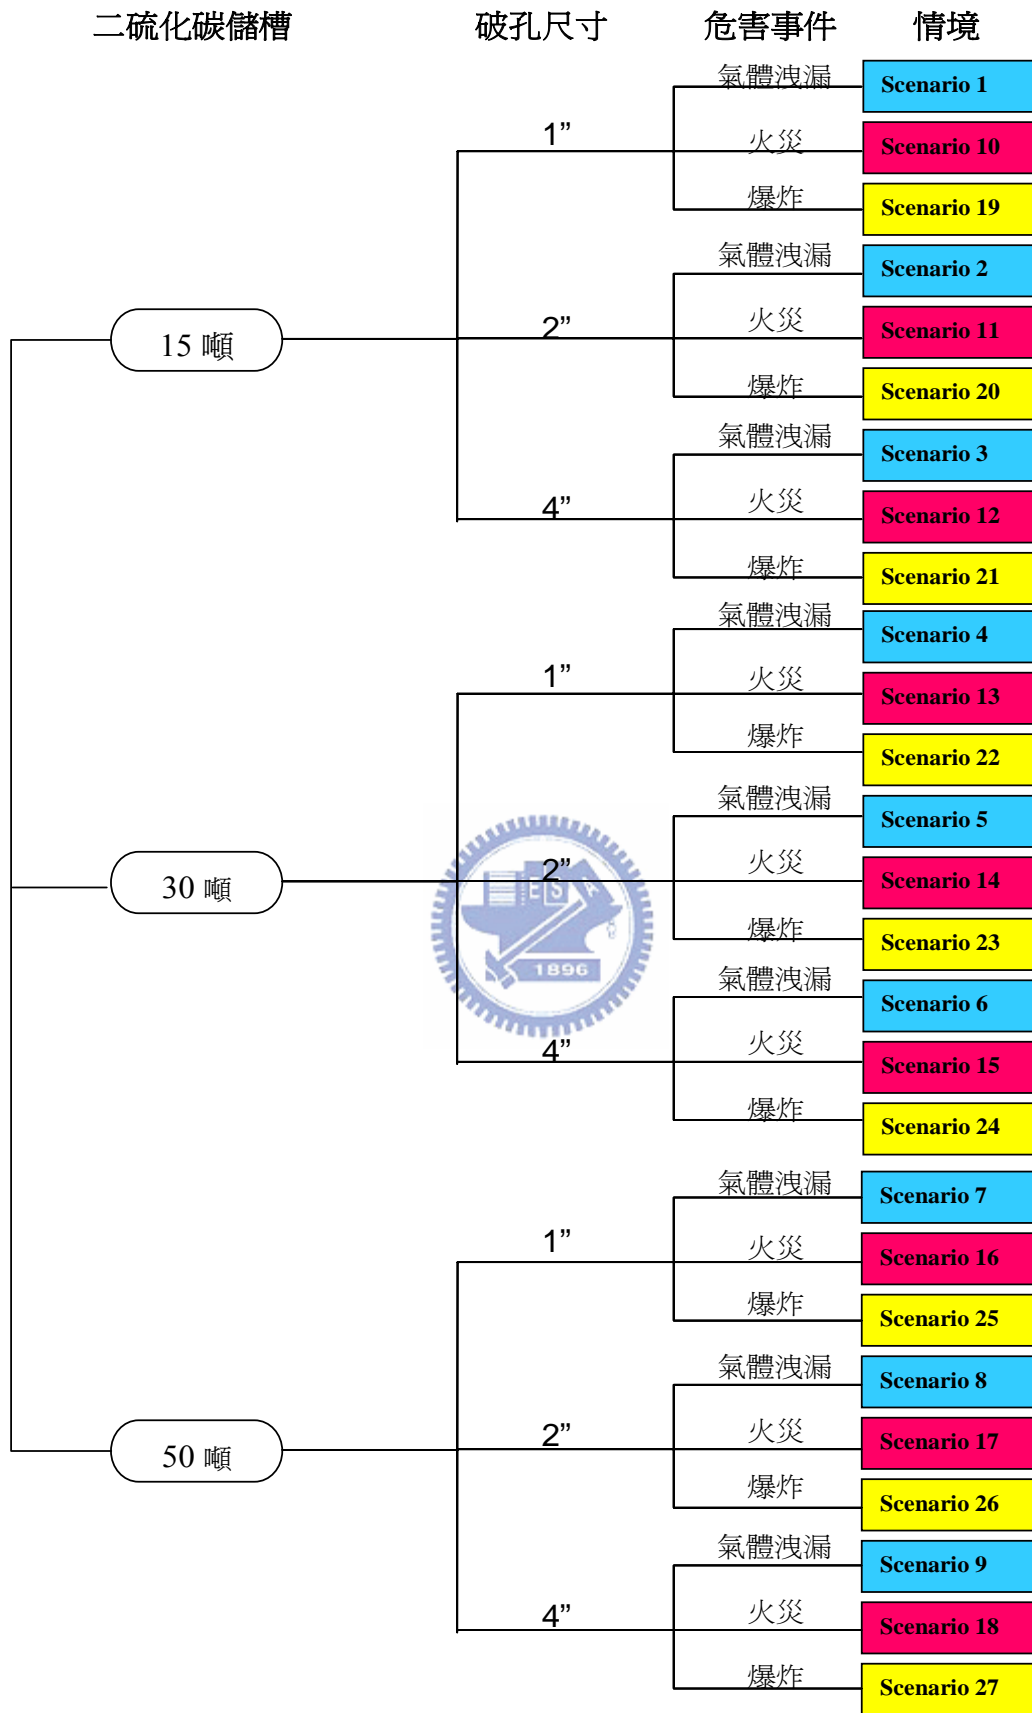 二硫化碳儲槽 破孔尺寸 危害事件 情境
氣體洩漏 Scenario 1
1” 火災 Scenario 10
爆炸 Scenario 19
氣體洩漏 Scenario 2
15 噸 2” 火災 Scenario 11
爆炸 Scenario 20
氣體洩漏 Scenario 3
4” 火災 Scenario 12
爆炸 Scenario 21
氣體洩漏 Scenario 4
1” 火災 Scenario 13
爆炸 Scenario 22
氣體洩漏 Scenario 5
30 噸 2” 火災 Scenario 14
爆炸 Scenario 23
E S A
1896
氣體洩漏 Scenario 6
4” 火災 Scenario 15
爆炸 Scenario 24
氣體洩漏 Scenario 7
1” 火災 Scenario 16
爆炸 Scenario 25
氣體洩漏 Scenario 8
50 噸 2” 火災 Scenario 17
爆炸 Scenario 26
氣體洩漏 Scenario 9
4” 火災 Scenario 18
爆炸 Scenario 27